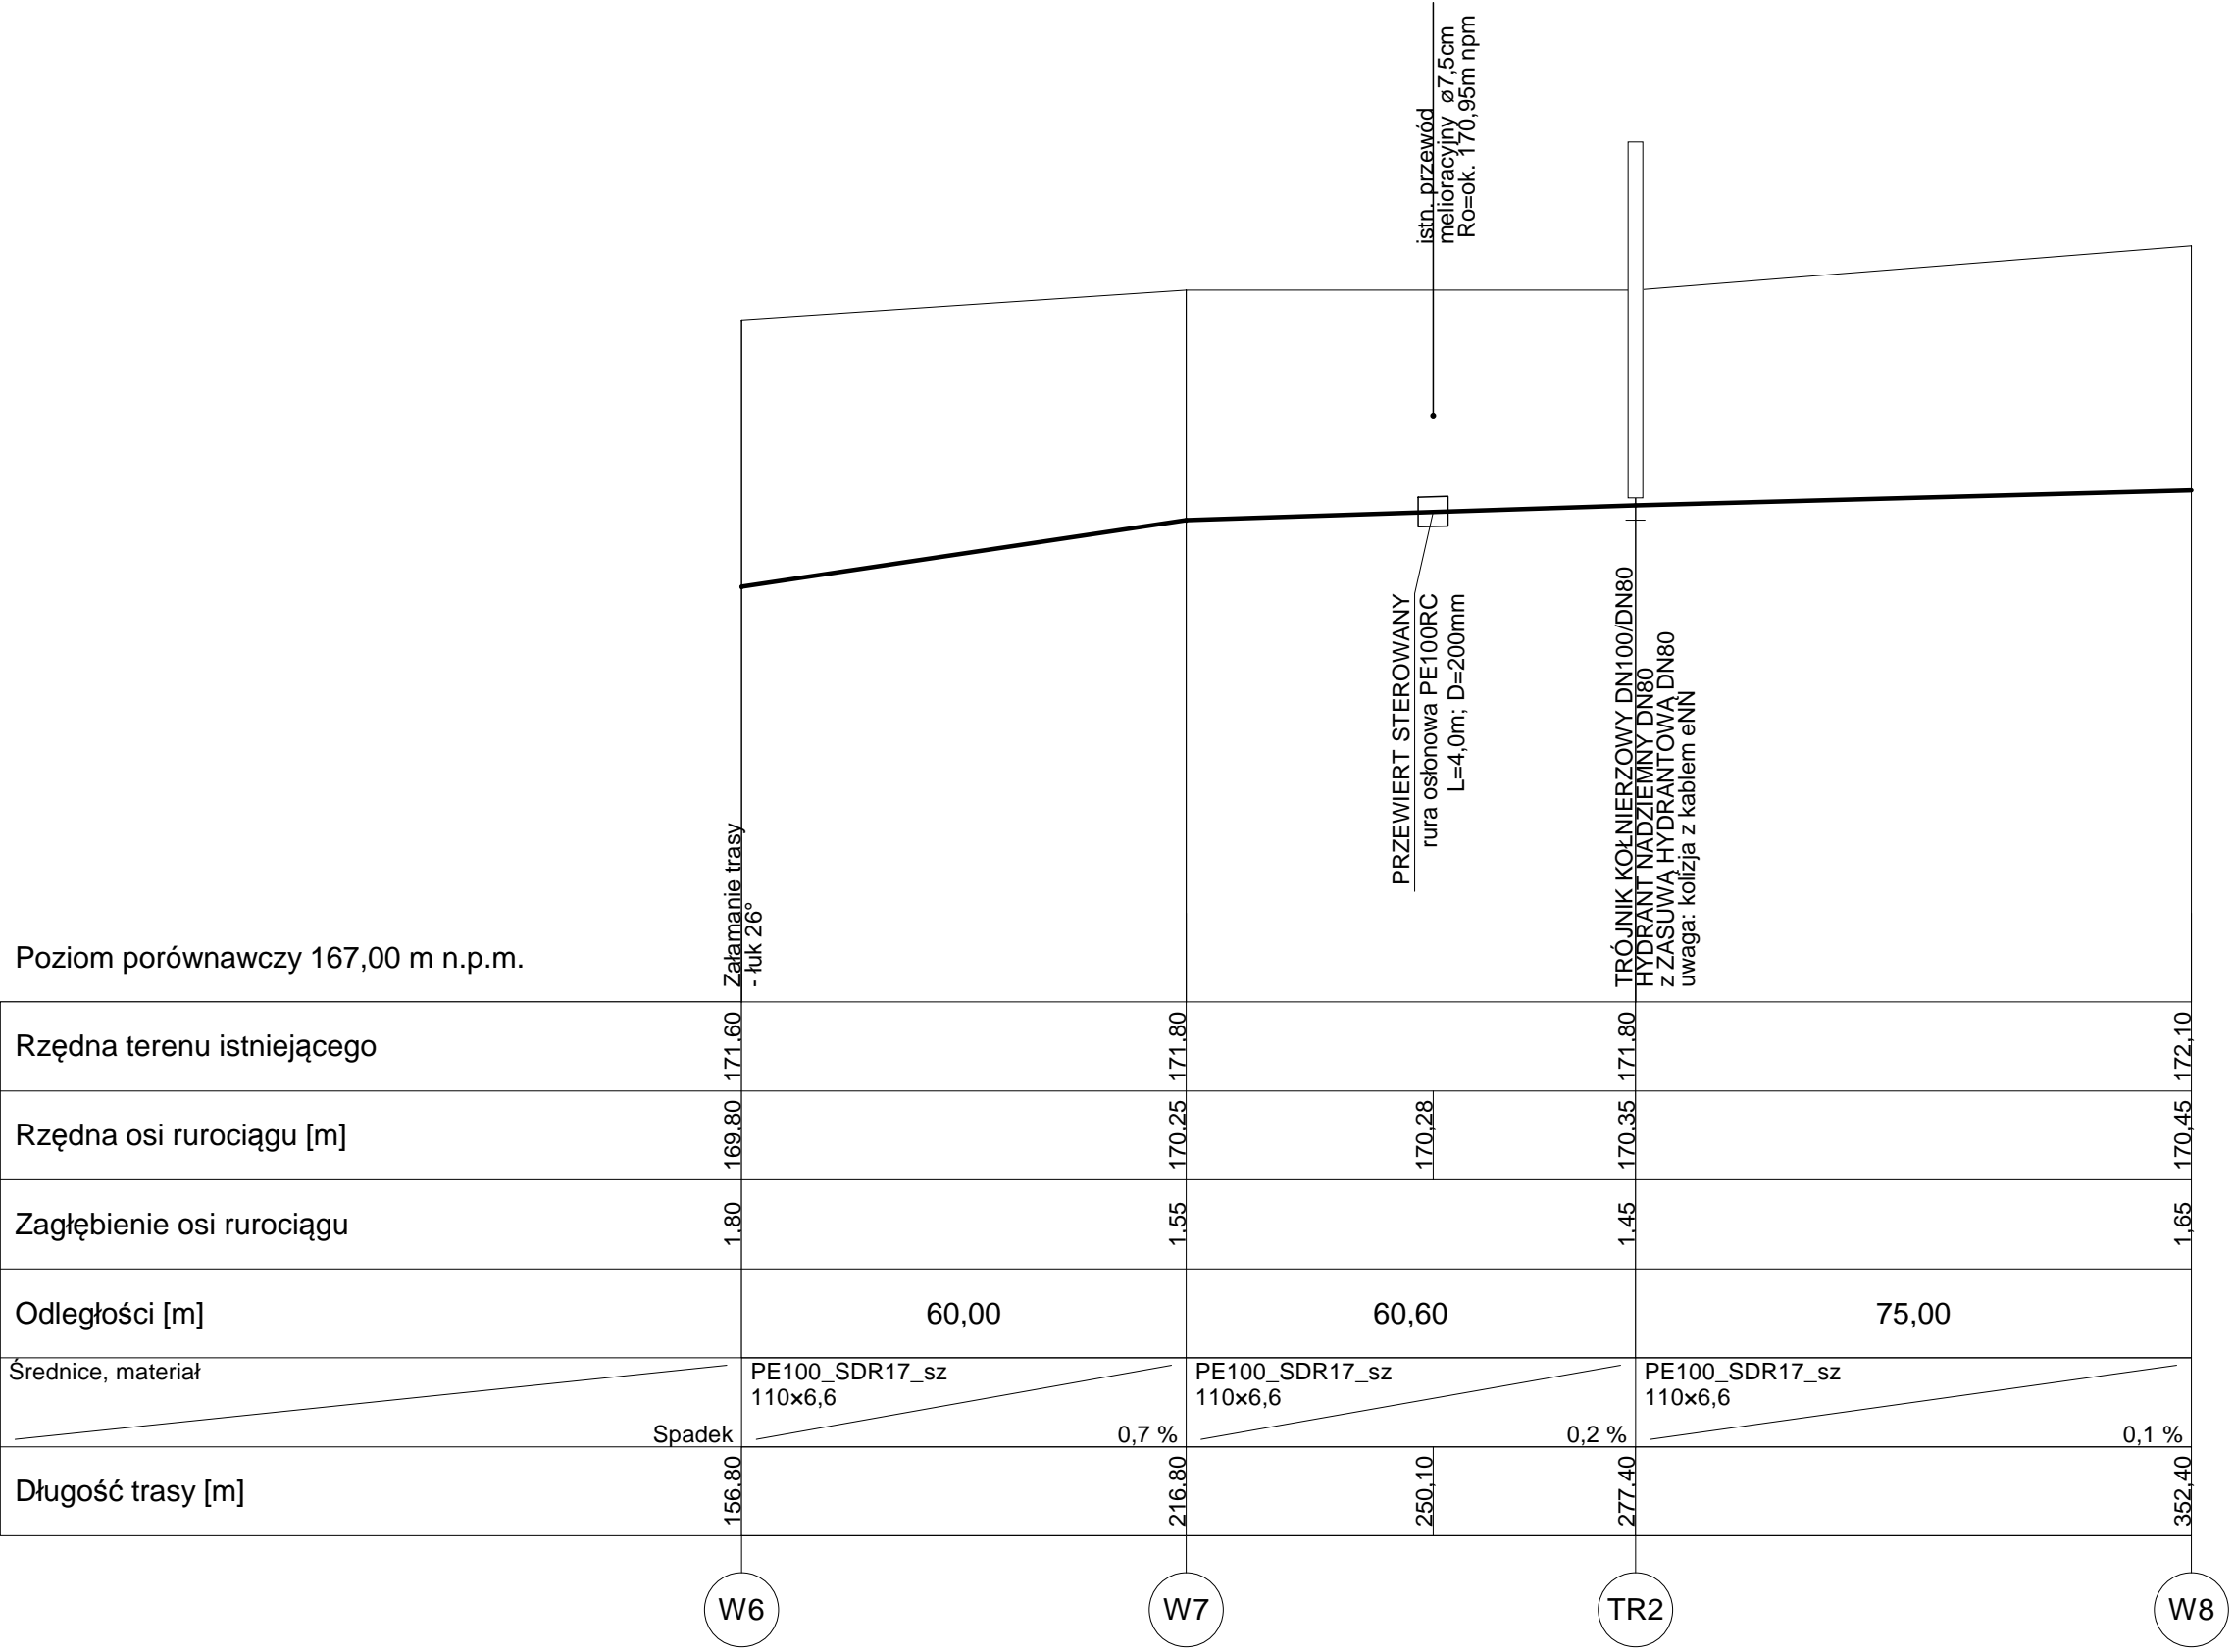 istn. przewód
melioracyjny ø7,5cm
Ro=ok. 170,95m npm
PRZEWIERT STEROWANY
rura osłonowa PE100RC
L=4,0m; D=200mm
TRÓJNIK KOŁNIERZOWY DN100/DN80
HYDRANT NADZIEMNY DN80
z ZASUWĄ HYDRANTOWĄ DN80
uwaga: kolizja z kablem eNN
Załamanie trasy
- łuk 26°
Poziom porównawczy 167,00 m n.p.m.
Rzędna terenu istniejącego 171.60 171.80 171.80 172,10
Rzędna osi rurociągu [m] 169.80 170.25 170,28 170.35 170,45
Zagłębienie osi rurociągu 1.80 1.55 1.45 1,65
Odległości [m] 60,00 60,60 75,00
Średnice, materiał PE100_SDR17_sz PE100_SDR17_sz PE100_SDR17_sz
110×6,6 110×6,6 110×6,6
Spadek 0,7 % 0,2 % 0,1 %
Długość trasy [m] 156.80 216.80 250,10 277.40 352,40
W6 W7 TR2 W8